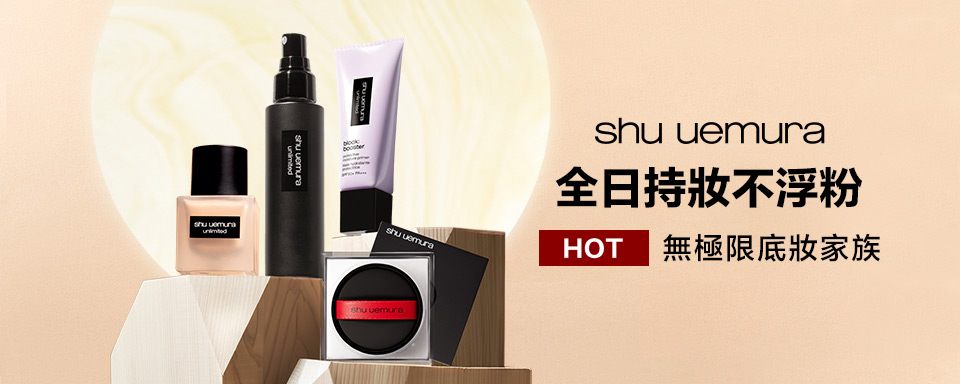 shu uemura
全日持妝不浮粉
HOT 無極限底妝家族
shu uemura
unlimited
shu uemura
unlimited
shu uemura
unlimited
block:
booster
shu uemura
shu uemura